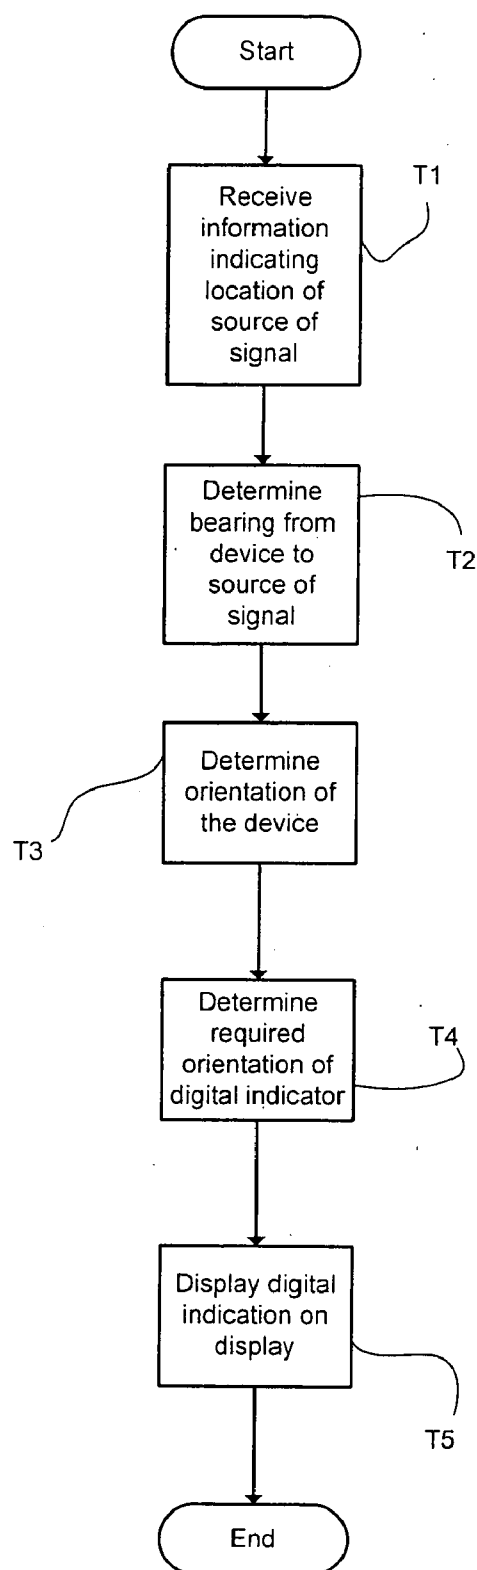 Start
T1
Receive
information
indicating
location of
source of
signal
Determine
bearing from
device to
source of
signal
T2
Determine
orientation of
the device
T3
Determine
required
orientation of
digital indicator
T4
Display digital
indication on
display
T5
End